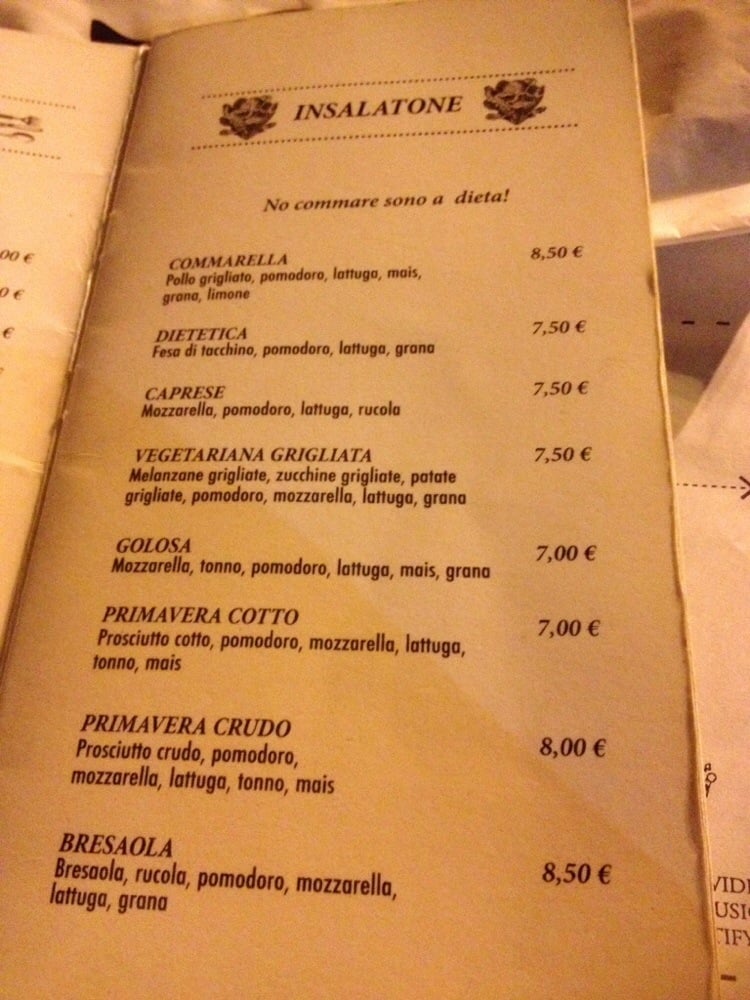 INSALATONE
No commare sono a dieta!
COMMARELLA 8,50 €
Pollo grigliato, pomodoro, lattuga, mais,
grana, limone
DIETETICA 7,50 €
Fesa di tacchino, pomodoro, lattuga, grana
CAPRESE 7,50 €
Mozzarella, pomodoro, lattuga, rucola
VEGETARIANA GRIGLIATA 7,50 €
Melanzane grigliate, zucchine grigliate, patate
grigliate, pomodoro, mozzarella, lattuga, grana
GOLOSA 7,00 €
Mozzarella, tonno, pomodoro, lattuga, mais, grana
PRIMAVERA COTTO 7,00 €
Prosciutto cotto, pomodoro, mozzarella, lattuga,
tonno, mais
PRIMAVERA CRUDO 8,00 €
Prosciutto crudo, pomodoro,
mozzarella, lattuga, tonno, mais
BRESAOLA 8,50 €
Bresaola, rucola, pomodoro, mozzarella,
lattuga, grana